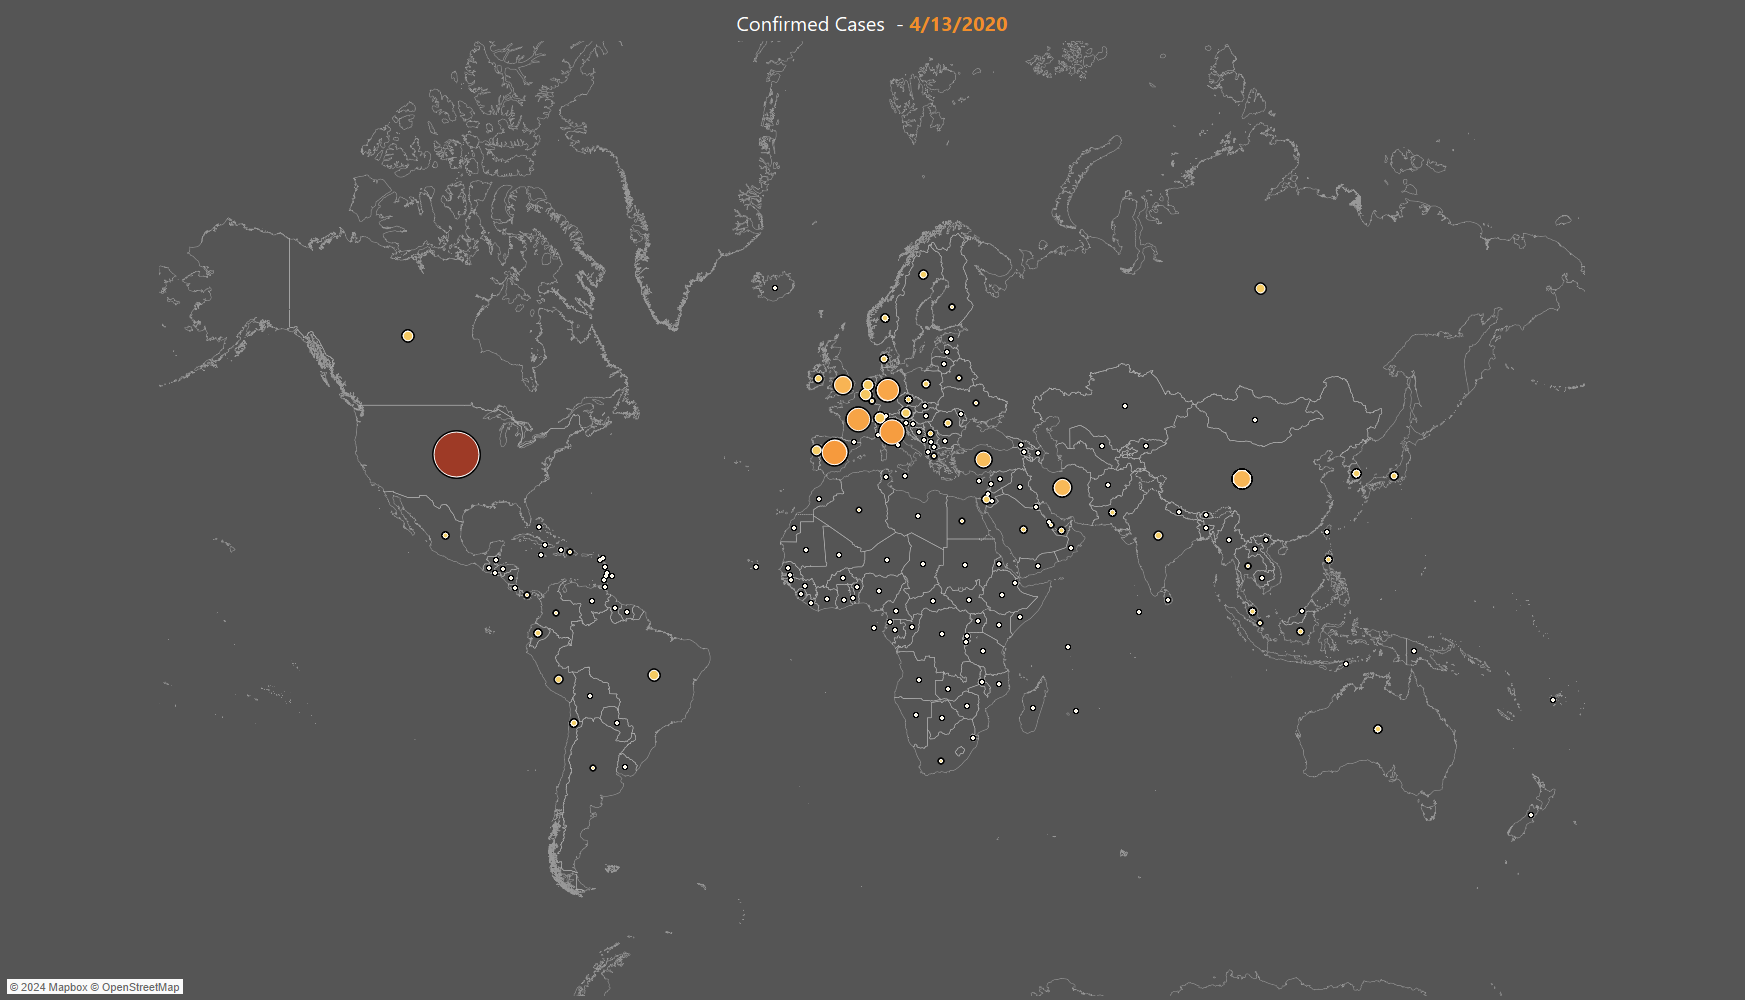 Confirmed Cases - 4/13/2020
© 2024 Mapbox © OpenStreetMap